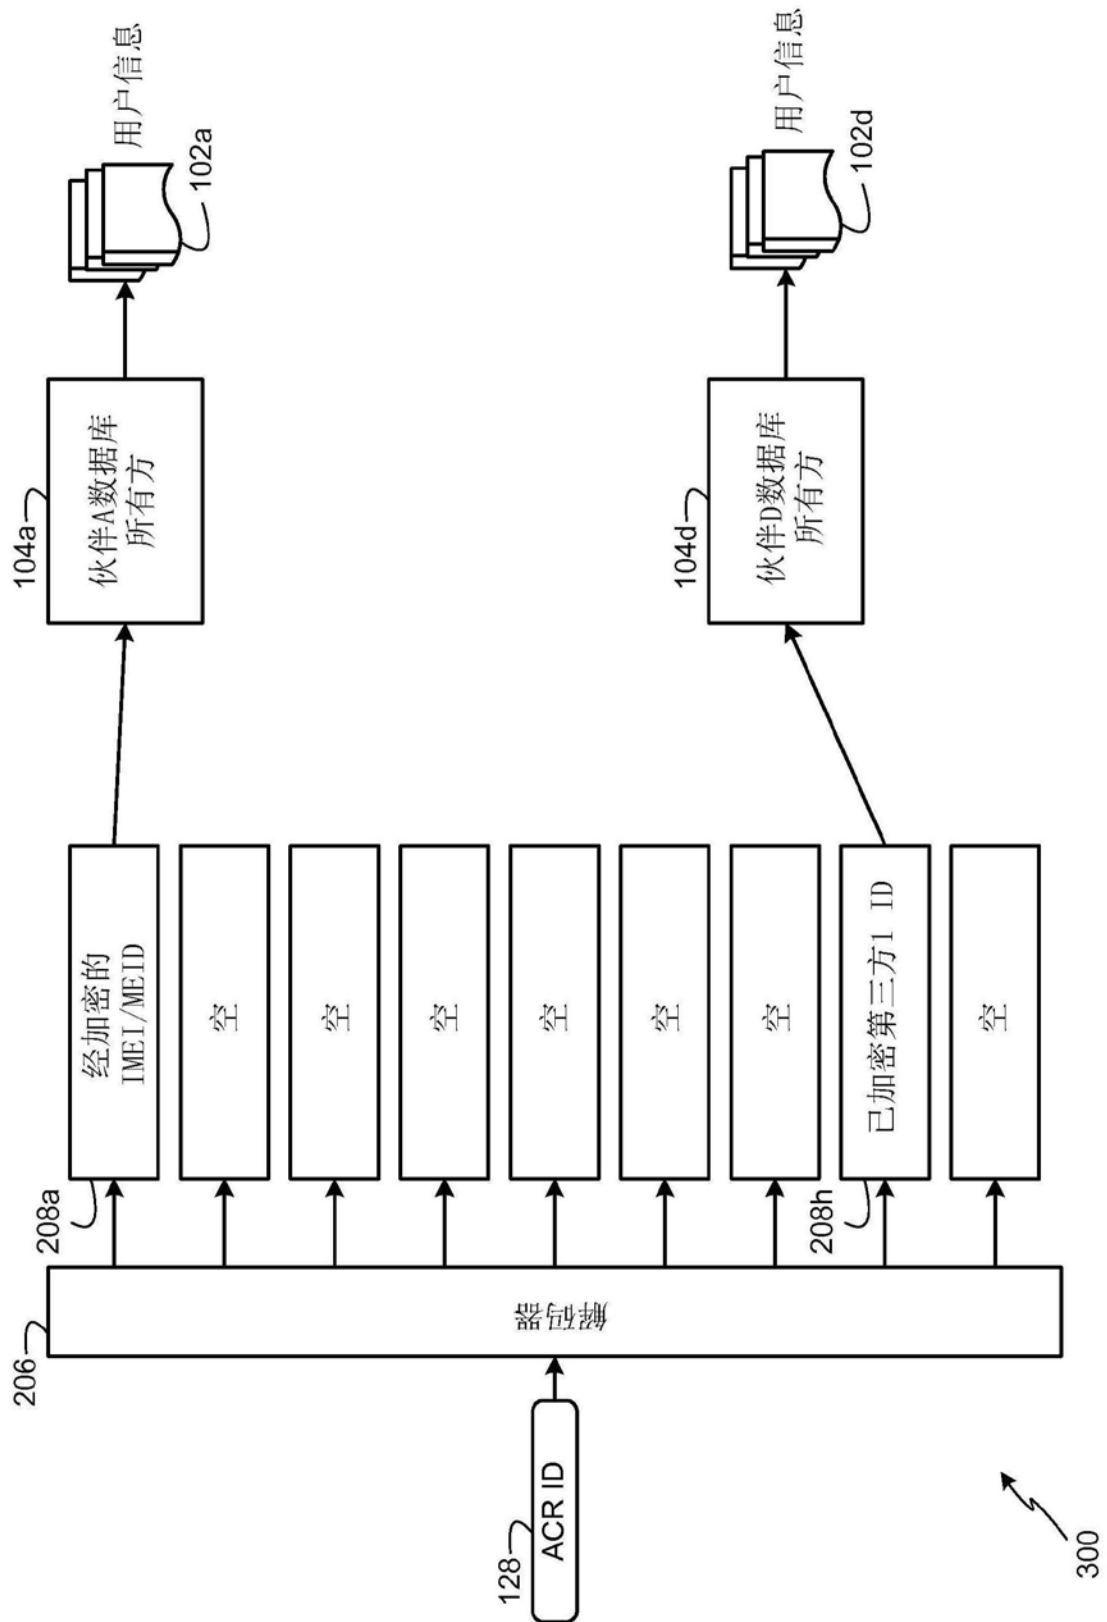 128
ACR ID
206
解码器
208a
经加密的
IMEI/MEID
空
空
空
空
空
空
208h
已加密第三方1 ID
空
104a
伙伴A数据库
所有方
102a
用户信息
104d
伙伴D数据库
所有方
102d
用户信息
300